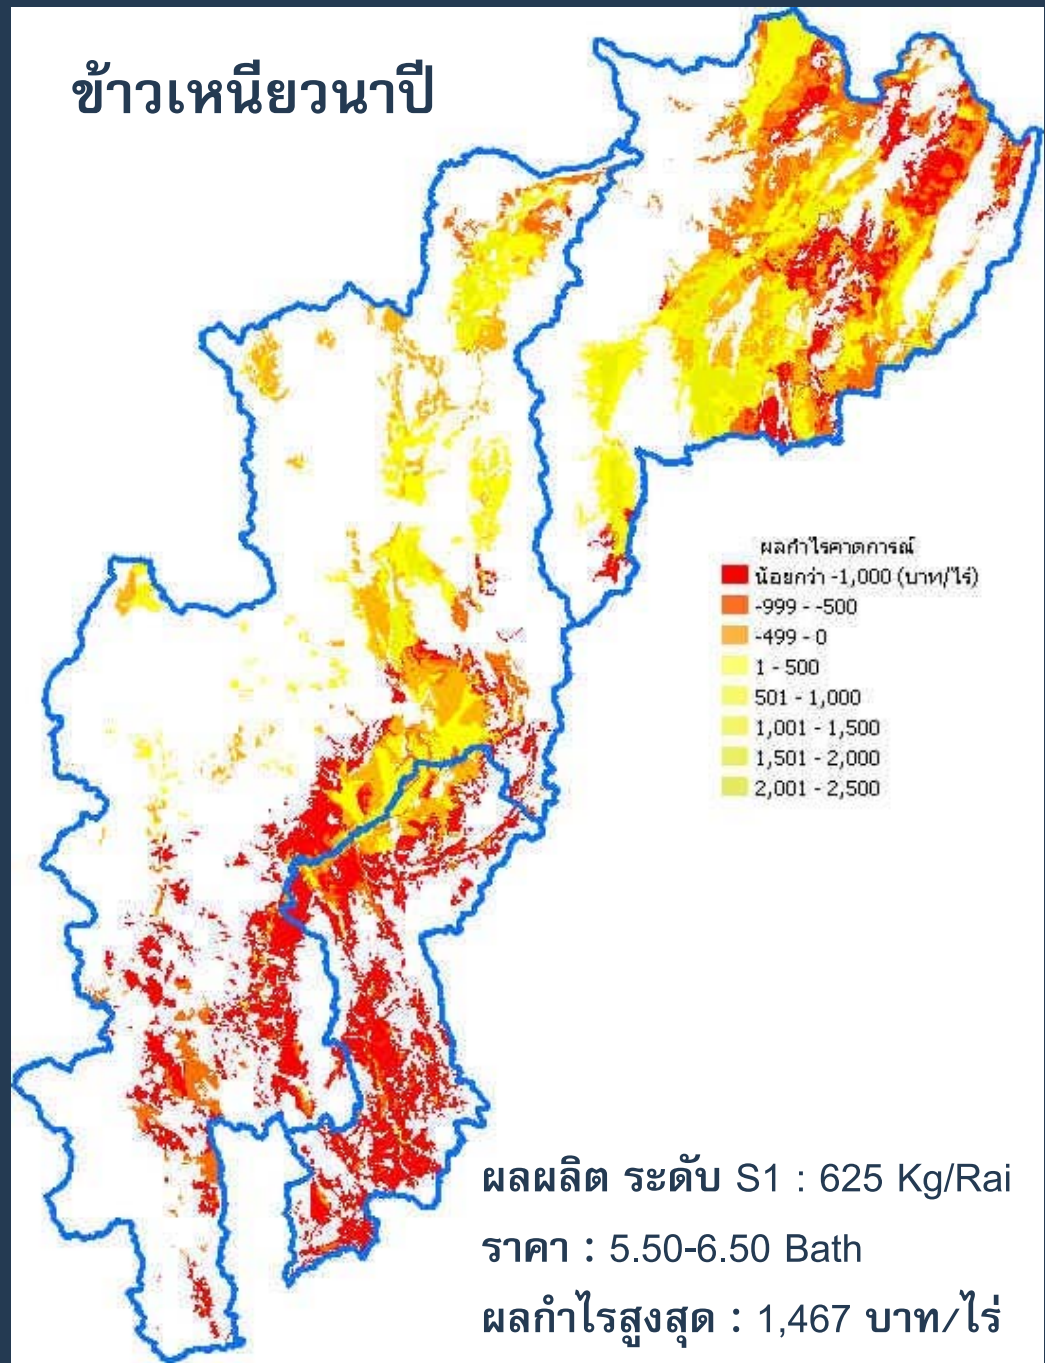 ข้าวเหนียวนาปี
ผลกำไรคาดการณ์
น้อยกว่า -1,000 (บาท/ไร่)
-999 - -500
-499 - 0
1 - 500
501 - 1,000
1,001 - 1,500
1,501 - 2,000
2,001 - 2,500
ผลผลิต ระดับ S1 : 625 Kg/Rai
ราคา : 5.50-6.50 Bath
ผลกำไรสูงสุด : 1,467 บาท/ไร่